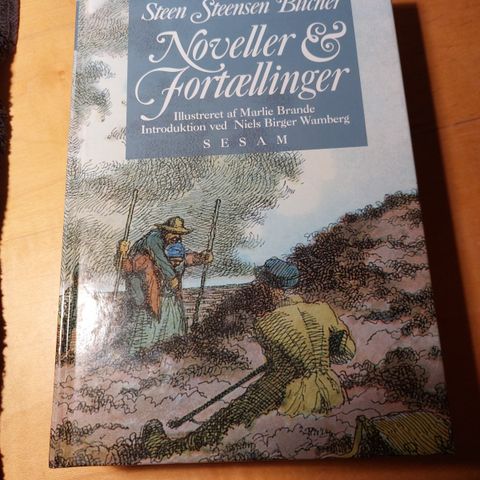 Steen Steensen Blicher
Noveller &
Fortællinger
Illustreret af Marlie Brande
Introduktion ved Niels Birger Wamberg
SESAM